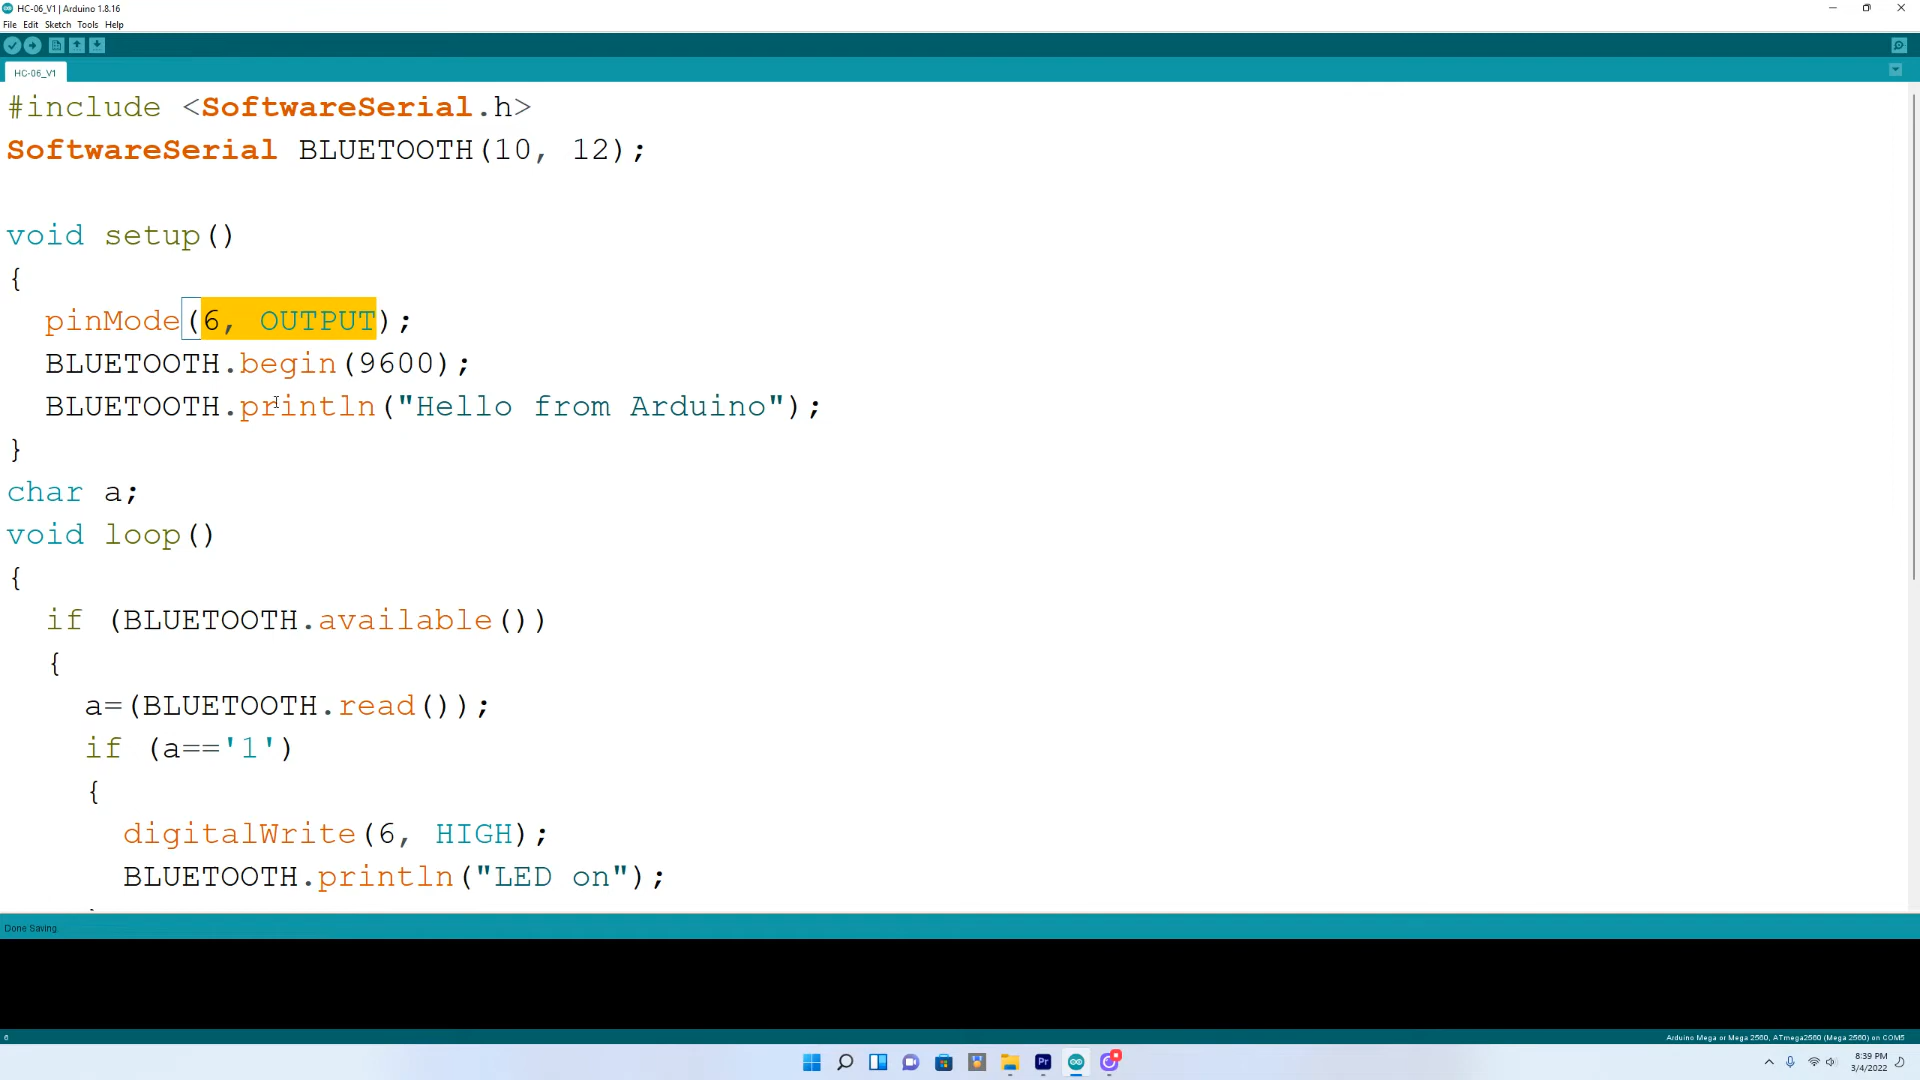 HC-06_V1 | Arduino 1.8.16
File Edit Sketch Tools Help
HC-06_V1
#include <SoftwareSerial.h>
SoftwareSerial BLUETOOTH(10, 12);
void setup()
{
pinMode(6, OUTPUT);
BLUETOOTH.begin(9600);
BLUETOOTH.println("Hello from Arduino");
}
char a;
void loop()
{
if (BLUETOOTH.available())
{
a=(BLUETOOTH.read());
if (a=='1')
{
digitalWrite(6, HIGH);
BLUETOOTH.println("LED on");
Done Saving.
6
Arduino Mega or Mega 2560, ATmega2560 (Mega 2560) on COM5
Pr
8:39 PM
3/4/2022